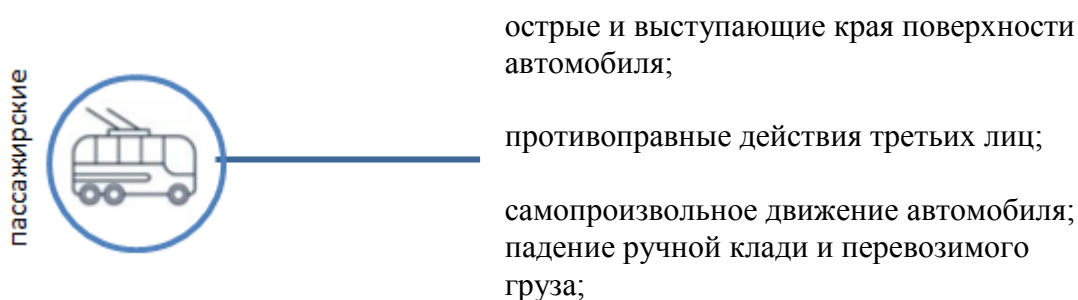 пассажирские
острые и выступающие края поверхности
автомобиля;
противоправные действия третьих лиц;
самопроизвольное движение автомобиля;
падение ручной клади и перевозимого
груза;